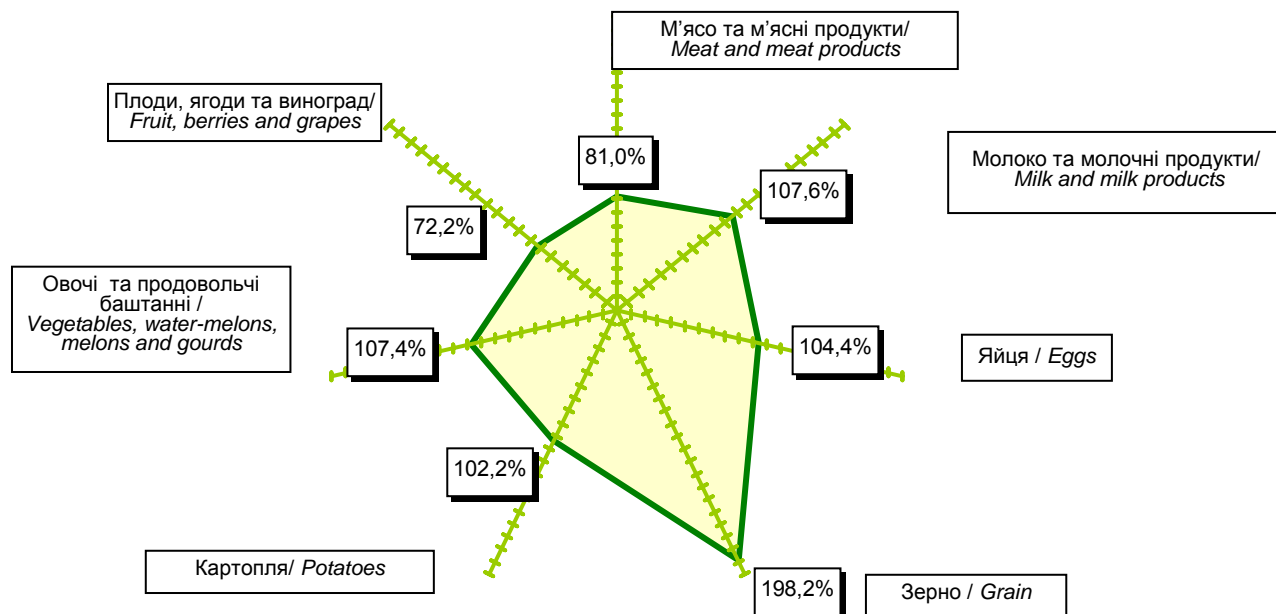 М’ясо та м’ясні продукти/
Meat and meat products
Плоди, ягоди та виноград/
Fruit, berries and grapes
81,0%
Молоко та молочні продукти/
Milk and milk products
107,6%
72,2%
Овочі та продовольчі
баштанні /
Vegetables, water-melons,
melons and gourds
107,4%
104,4%
Яйця / Eggs
102,2%
Картопля/ Potatoes
198,2%
Зерно / Grain